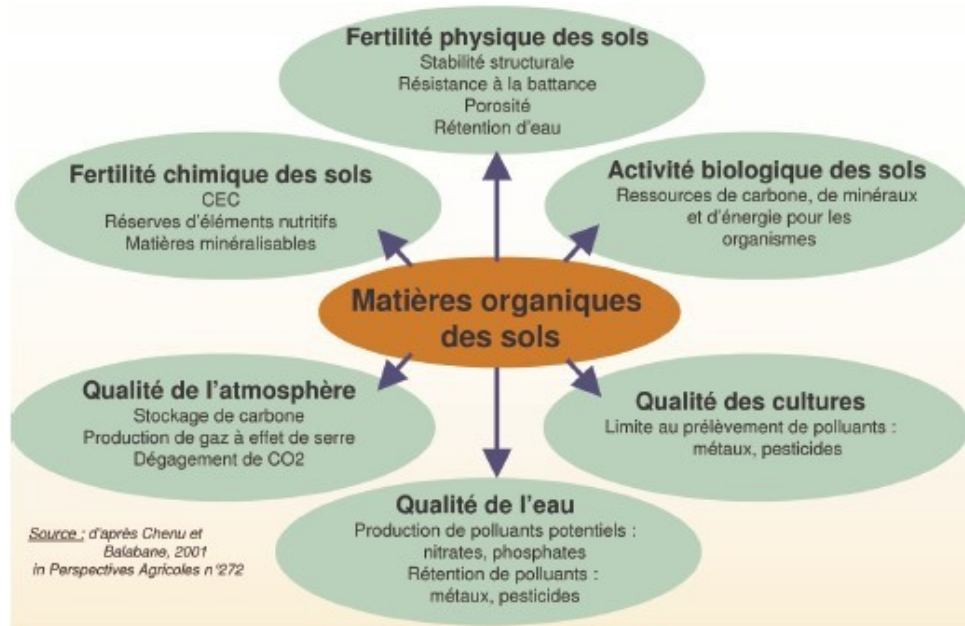 Fertilité physique des sols
Stabilité structurale
Résistance à la battance
Porosité
Rétention d'eau
Fertilité chimique des sols
CEC
Réserves d'éléments nutritifs
Matières minéralisables
Activité biologique des sols
Ressources de carbone, de minéraux
et d'énergie pour les
organismes
Matières organiques
des sols
Qualité de l'atmosphère
Stockage de carbone
Production de gaz à effet de serre
Dégagement de CO2
Qualité des cultures
Limite au prélèvement de polluants :
métaux, pesticides
Qualité de l'eau
Production de polluants potentiels :
nitrates, phosphates
Rétention de polluants :
métaux, pesticides
Source : d'après Chenu et
Balabane, 2001
in Perspectives Agricoles n°272